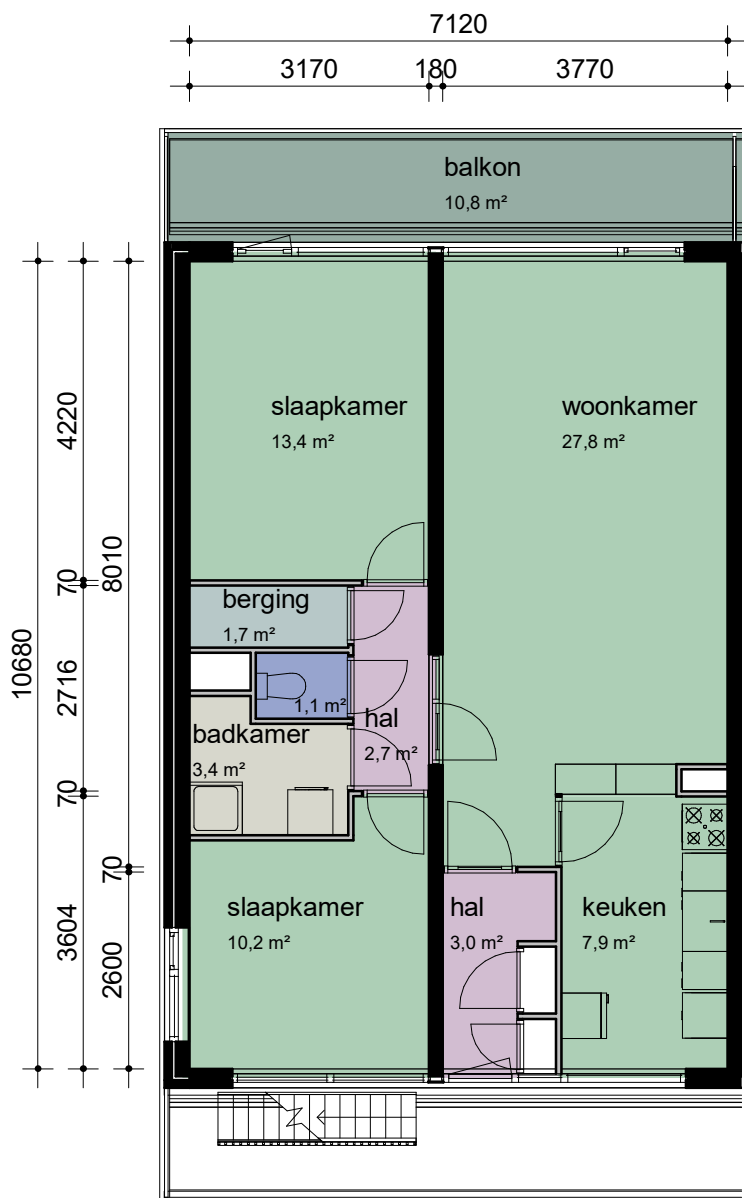 7120
3170 180 3770
balkon
10,8 m²
slaapkamer
13,4 m²
woonkamer
27,8 m²
4220
70
8010
10680
2716
70
70
3604
2600
berging
1,7 m²
1,1 m²
hal
2,7 m²
badkamer
3,4 m²
slaapkamer
10,2 m²
hal
3,0 m²
keuken
7,9 m²